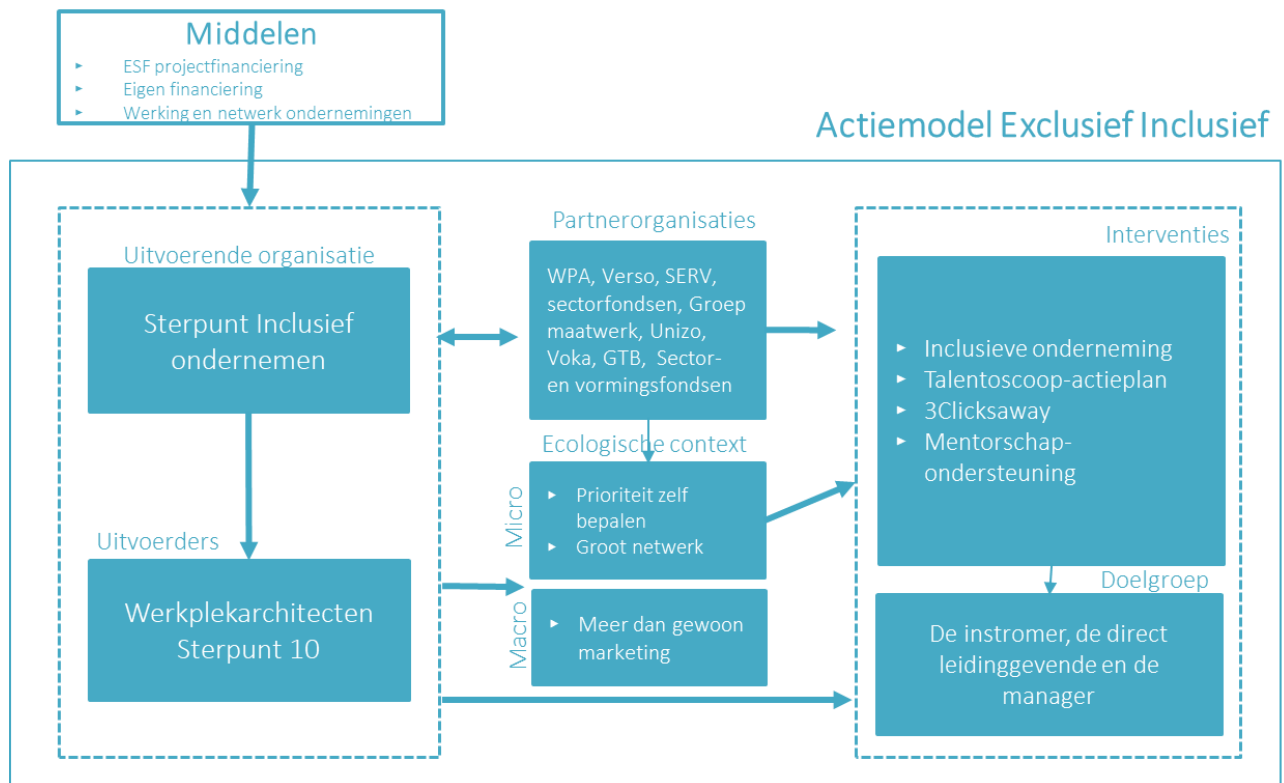 Middelen
► ESF projectfinanciering
► Eigen financiering
► Werking en netwerk ondernemingen
Actiemodel Exclusief Inclusief
Uitvoerende organisatie
Sterpunt Inclusief
ondernemen
Uitvoerders
Werkplekarchitecten
Sterpunt 10
Partnerorganisaties
WPA, Verso, SERV,
sectorfondsen, Groep
maatwerk, Unizo,
Voka, GTB, Sector-
en vormingsfondsen
Ecologische context
Micro
► Prioriteit zelf
bepalen
► Groot netwerk
Macro
► Meer dan gewoon
marketing
Interventies
► Inclusieve onderneming
► Talentoscoop-actieplan
► 3Clicksaway
► Mentorschap-
ondersteuning
Doelgroep
De instromer, de direct
leidinggevende en de
manager